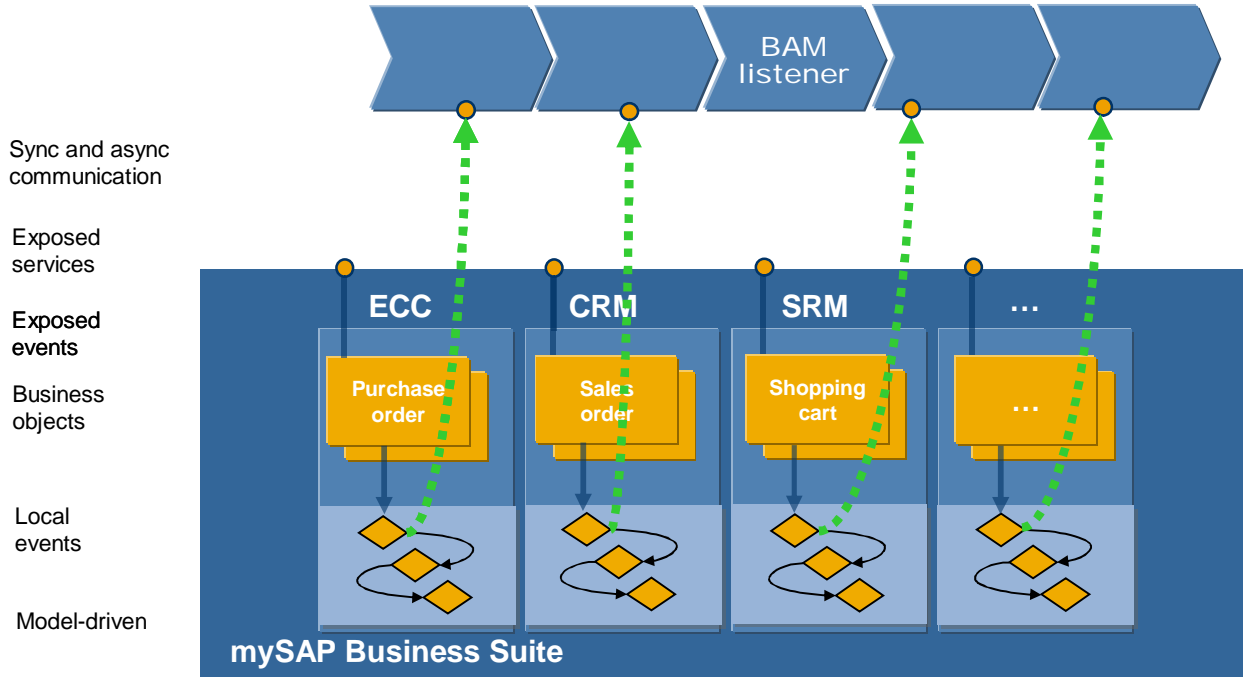 BAM
listener
Sync and async
communication
Exposed
services
Exposed
events
Business
objects
Local
events
Model-driven
ECC
CRM
SRM
...
Purchase
order
Sales
order
Shopping
cart
...
mySAP Business Suite